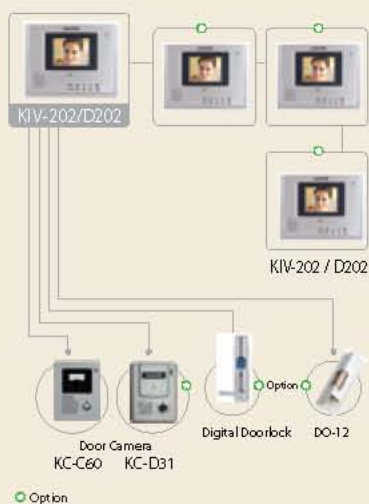 KIV-202/D202
KIV-202 / D202
Digital Doorlock
Option
DO-12
Door Camera
KC-C60
KC-D31
Option